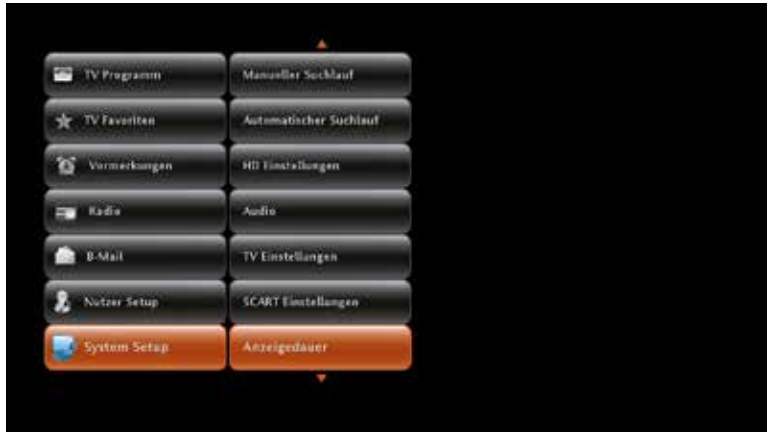 TV Programm
Manueller Suchlauf
TV Favoriten
Automatischer Suchlauf
Vormerkungen
HD Einstellungen
Radio
Audio
B-Mail
TV Einstellungen
Nutzer Setup
SCART Einstellungen
System Setup
Anzeigedauer